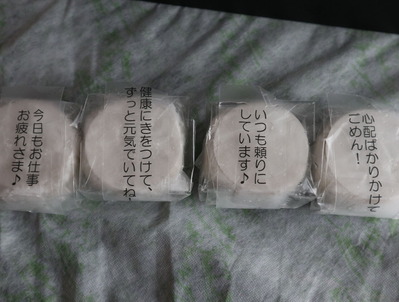 心配ばかりかけて
ごめん！
いつも頼りに
しています♪
健康にきをつけて、
ずっと元気でいてね
今日もお仕事
お疲れさま♪